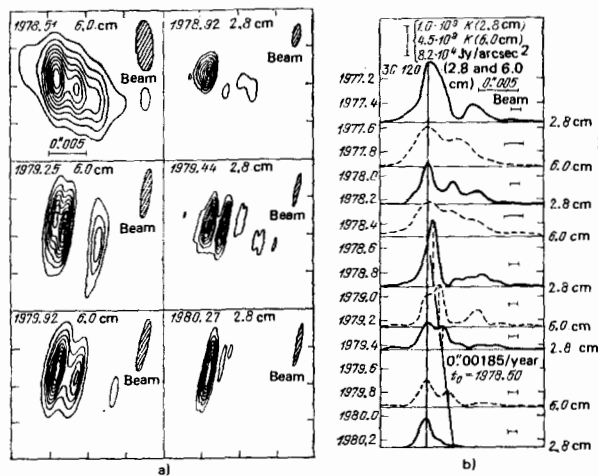 1978.51 6.0 cm
Beam
0".005
1978.92 2.8 cm
Beam
1979.25 6.0 cm
Beam
1979.44 2.8 cm
Beam
1979.92 6.0 cm
Beam
1980.27 2.8 cm
Beam
a)
1.0·10⁹ K (2.8 cm)
4.5·10⁸ K (6.0 cm)
8.2·10⁴ Jy/arcsec²
3C 120 (2.8 and 6.0
cm) 0".005
Beam
1977.2
1977.4
2.8 cm
1977.6
1977.8
6.0 cm
1978.0
1978.2
2.8 cm
1978.4
6.0 cm
1978.6
1978.8
2.8 cm
1979.0
1979.2
6.0 cm
1979.4
2.8 cm
0".00185/year
t₀=1978.50
1979.6
1979.8
6.0 cm
1980.0
1980.2
2.8 cm
b)